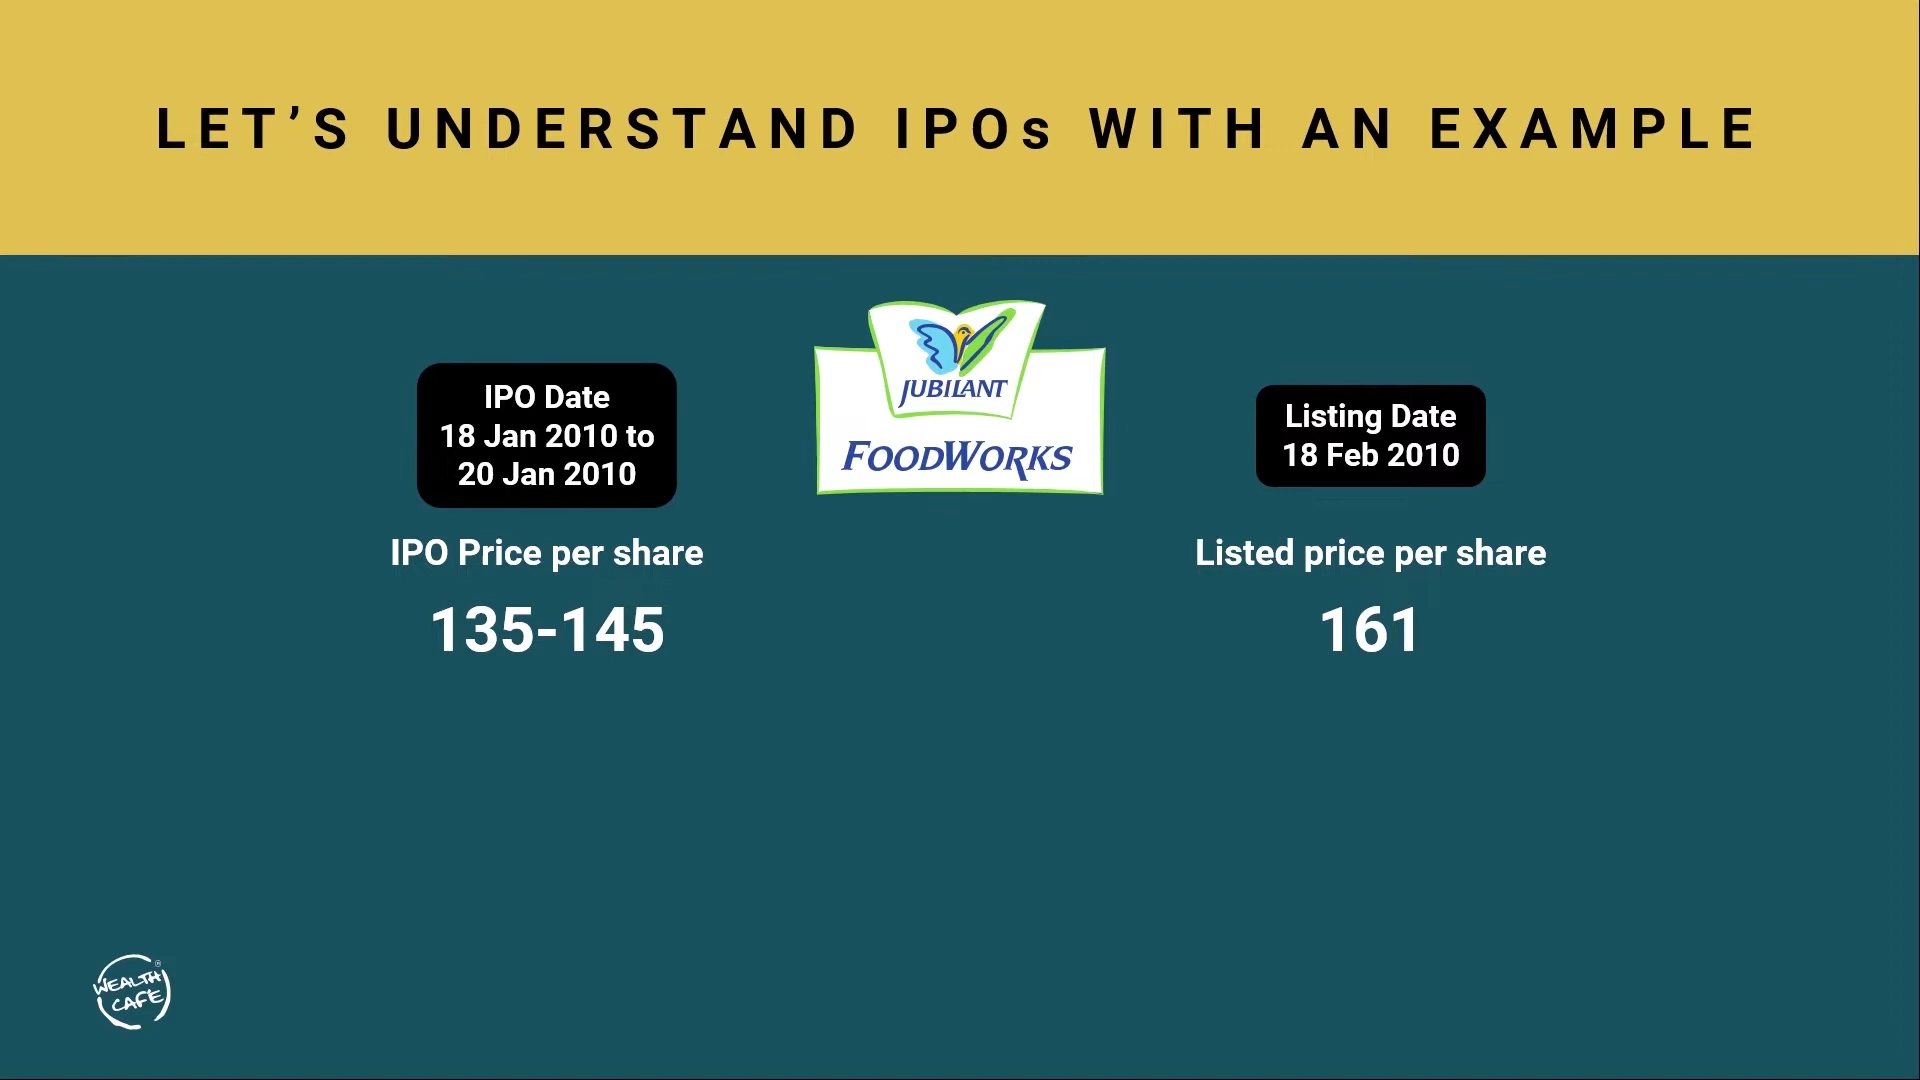 LET’S UNDERSTAND IPOs WITH AN EXAMPLE
IPO Date
18 Jan 2010 to
20 Jan 2010
JUBILANT
FOODWORKS
Listing Date
18 Feb 2010
IPO Price per share
135-145
Listed price per share
161
WEALTH
CAFE
®